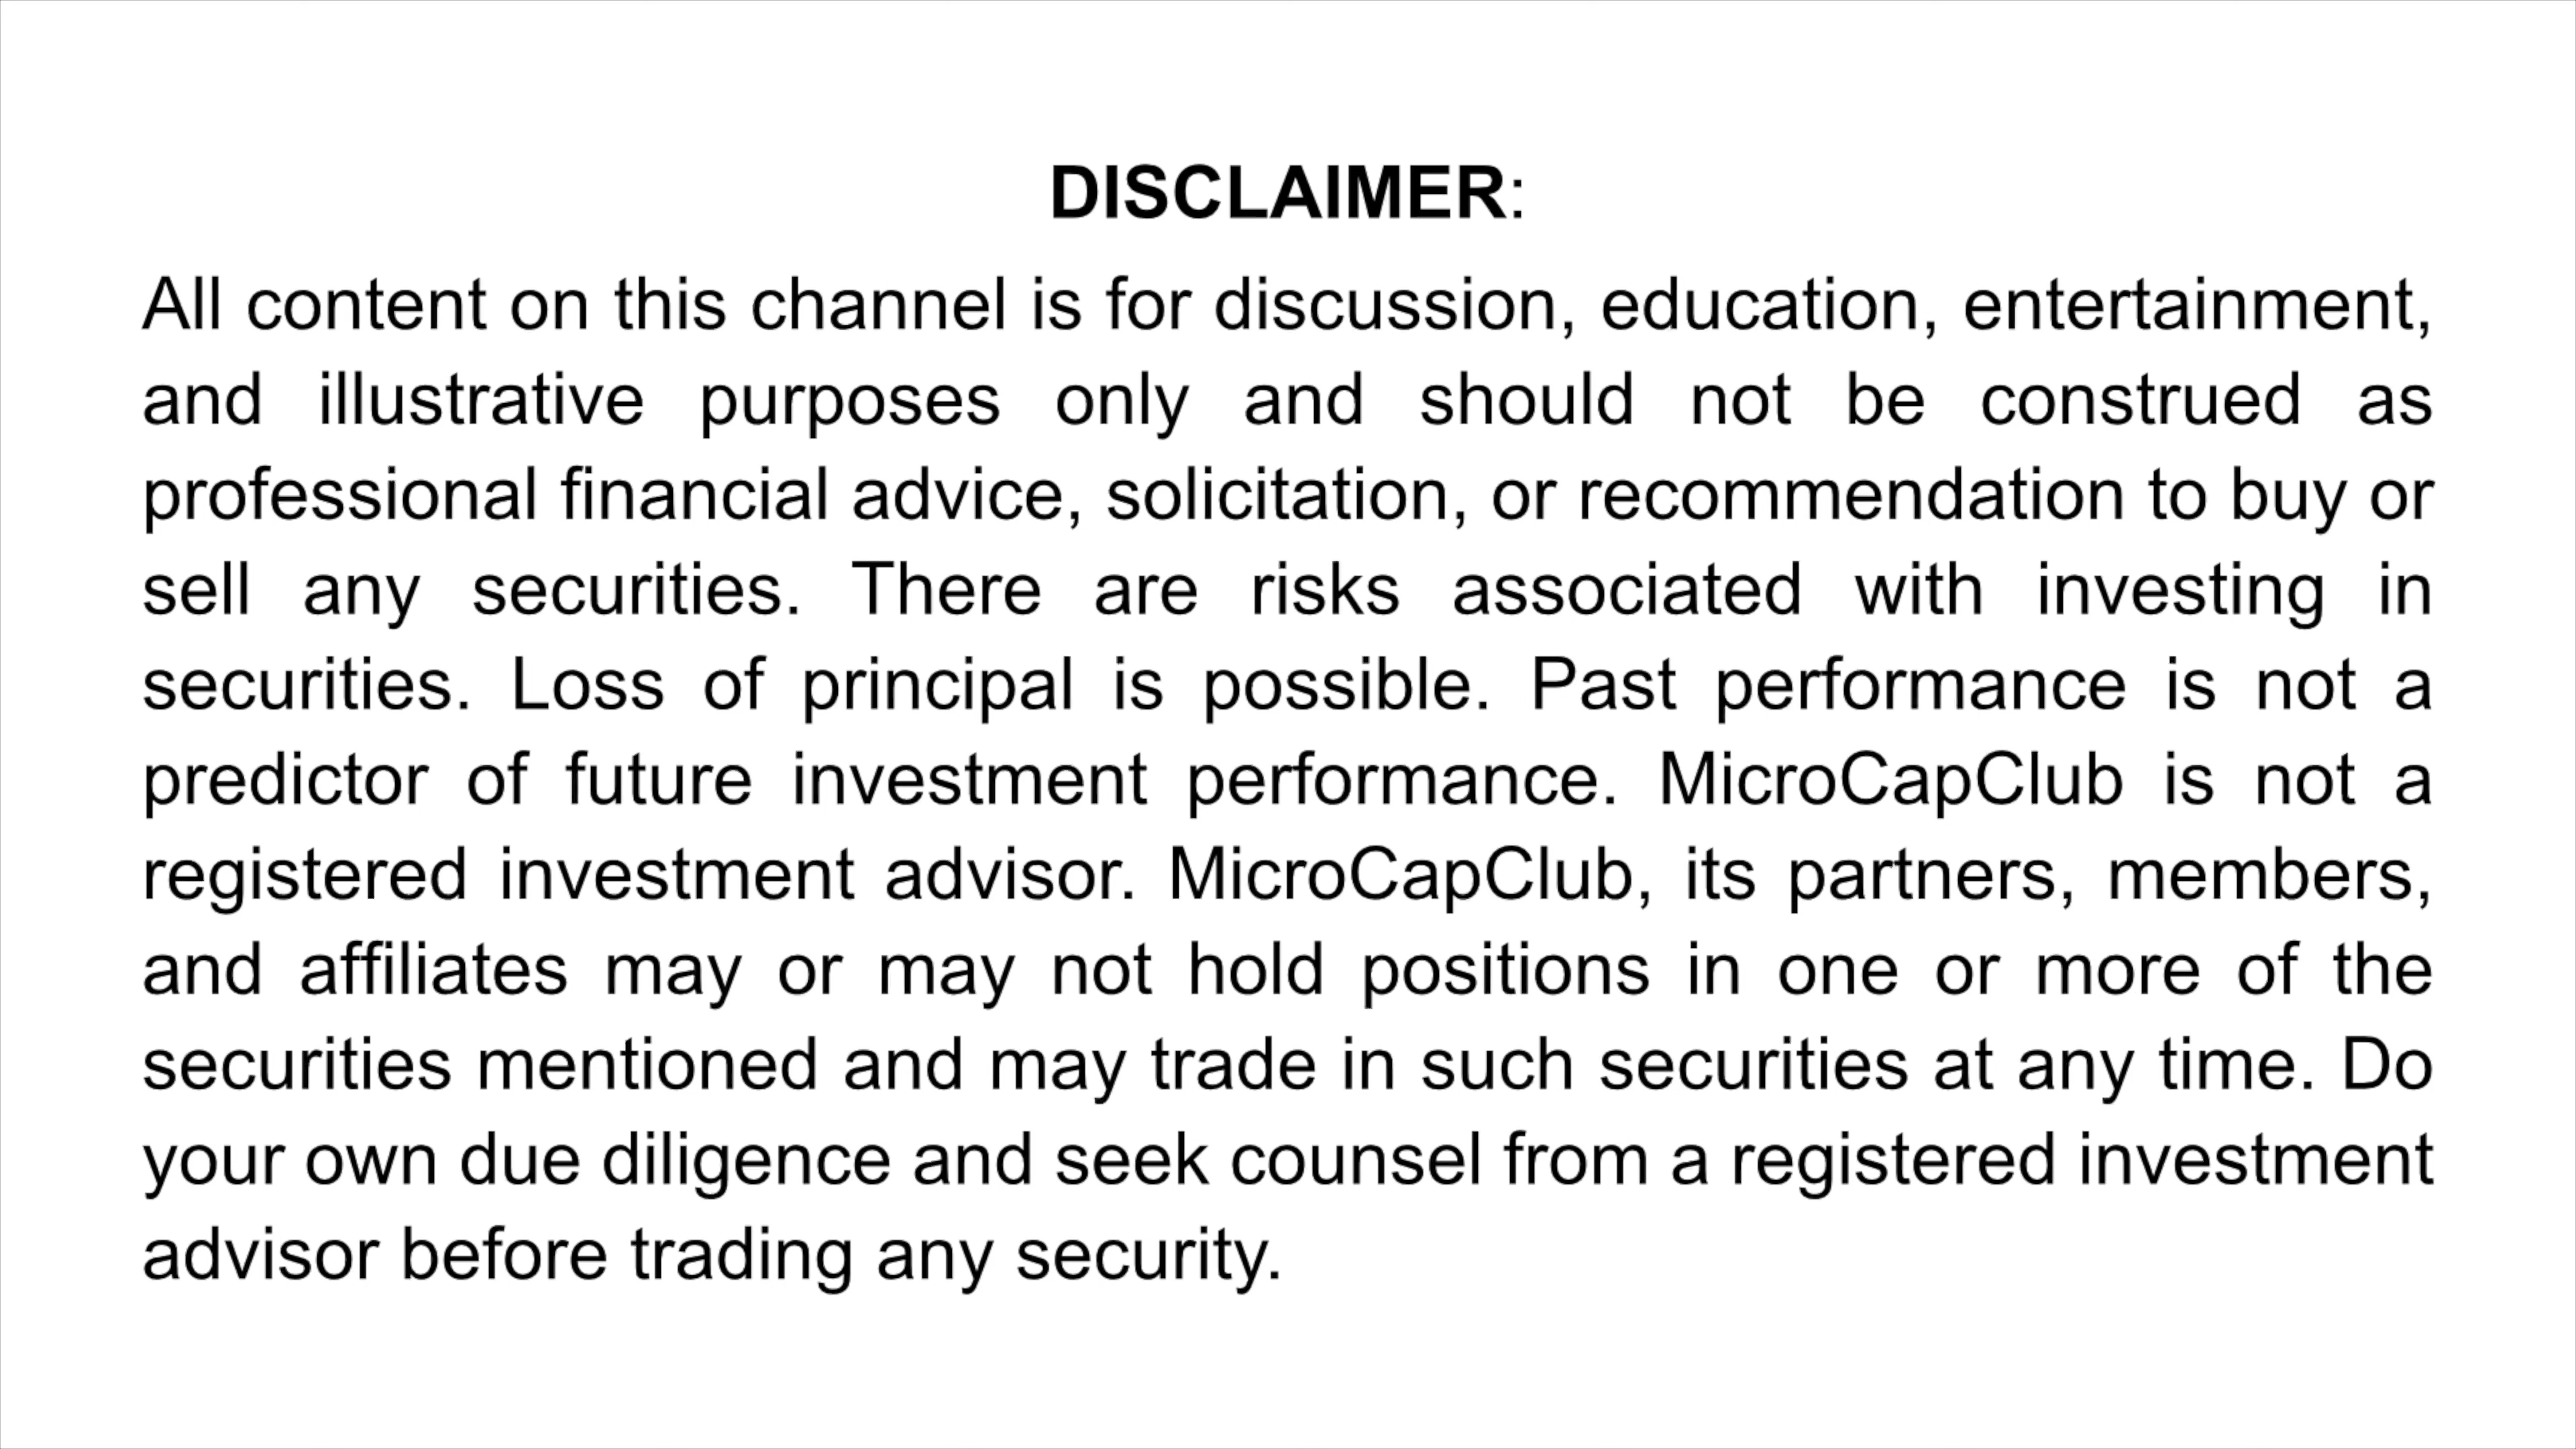 DISCLAIMER:
All content on this channel is for discussion, education, entertainment,
and illustrative purposes only and should not be construed as
professional financial advice, solicitation, or recommendation to buy or
sell any securities. There are risks associated with investing in
securities. Loss of principal is possible. Past performance is not a
predictor of future investment performance. MicroCapClub is not a
registered investment advisor. MicroCapClub, its partners, members,
and affiliates may or may not hold positions in one or more of the
securities mentioned and may trade in such securities at any time. Do
your own due diligence and seek counsel from a registered investment
advisor before trading any security.